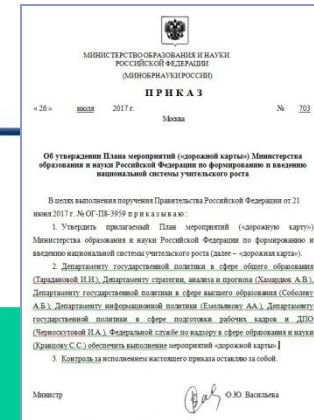 МИНИСТЕРСТВО ОБРАЗОВАНИЯ И НАУКИ
РОССИЙСКОЙ ФЕДЕРАЦИИ
(МИНОБРНАУКИ РОССИИ)
ПРИКАЗ
« 26 » июля 2017 г. № 703
Москва
Об утверждении Плана мероприятий («дорожной карты») Министерства
образования и науки Российской Федерации по формированию и введению
национальной системы учительского роста
В целях выполнения поручения Правительства Российской Федерации от 21
июня 2017 г. № ОГ-П8-3959 п р и к а з ы в а ю :
1. Утвердить прилагаемый План мероприятий («дорожную карту»)
Министерства образования и науки Российской Федерации по формированию и
введению национальной системы учительского роста (далее – «дорожная карта»).
2. Департаменту государственной политики в сфере общего образования
(Таradановой И.И.), Департаменту стратегии, анализа и прогноза (Хамардюк А.В.),
Департаменту государственной политики в сфере высшего образования (Соболеву
А.Б.), Департаменту информационной политики (Емельянову А.А.), Департаменту
государственной политики в сфере подготовки рабочих кадров и ДПО
(Черноскутовой И.А.), Федеральной службе по надзору в сфере образования и науки
(Кравцову С.С.) обеспечить выполнение мероприятий «дорожной карты».
3. Контроль за исполнением настоящего приказа оставляю за собой.
Министр О.Ю. Васильева